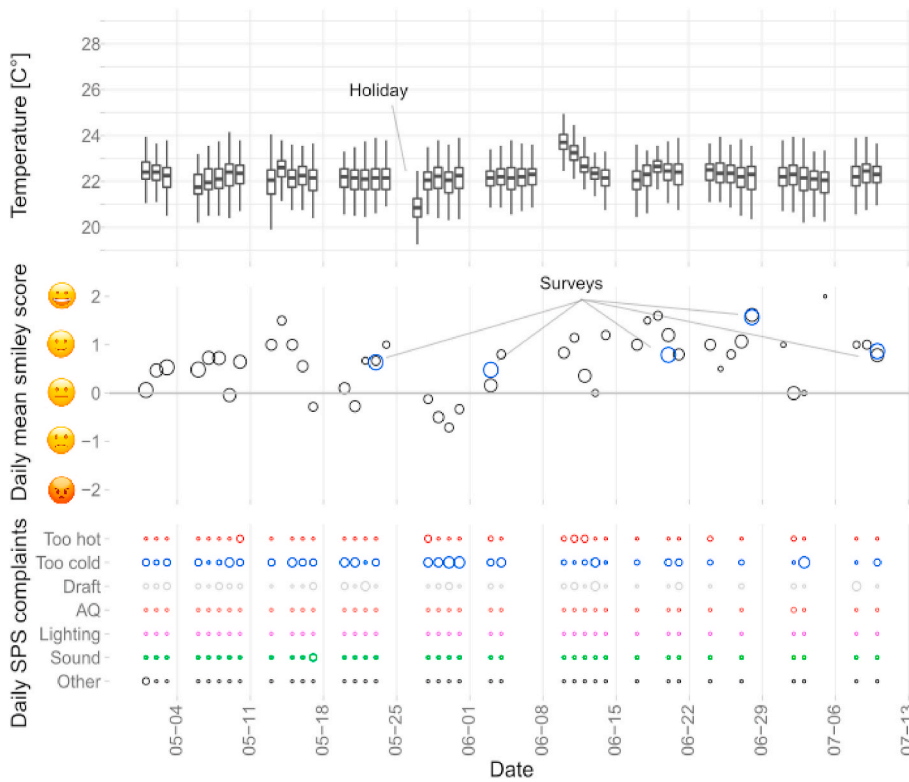 Temperature [C°]
28
26
24
22
20
Holiday
Daily mean smiley score
2
1
0
−1
−2
Surveys
Daily SPS complaints
Too hot
Too cold
Draft
AQ
Lighting
Sound
Other
05−04
05−11
05−18
05−25
06−01
06−08
06−15
06−22
06−29
07−06
07−13
Date